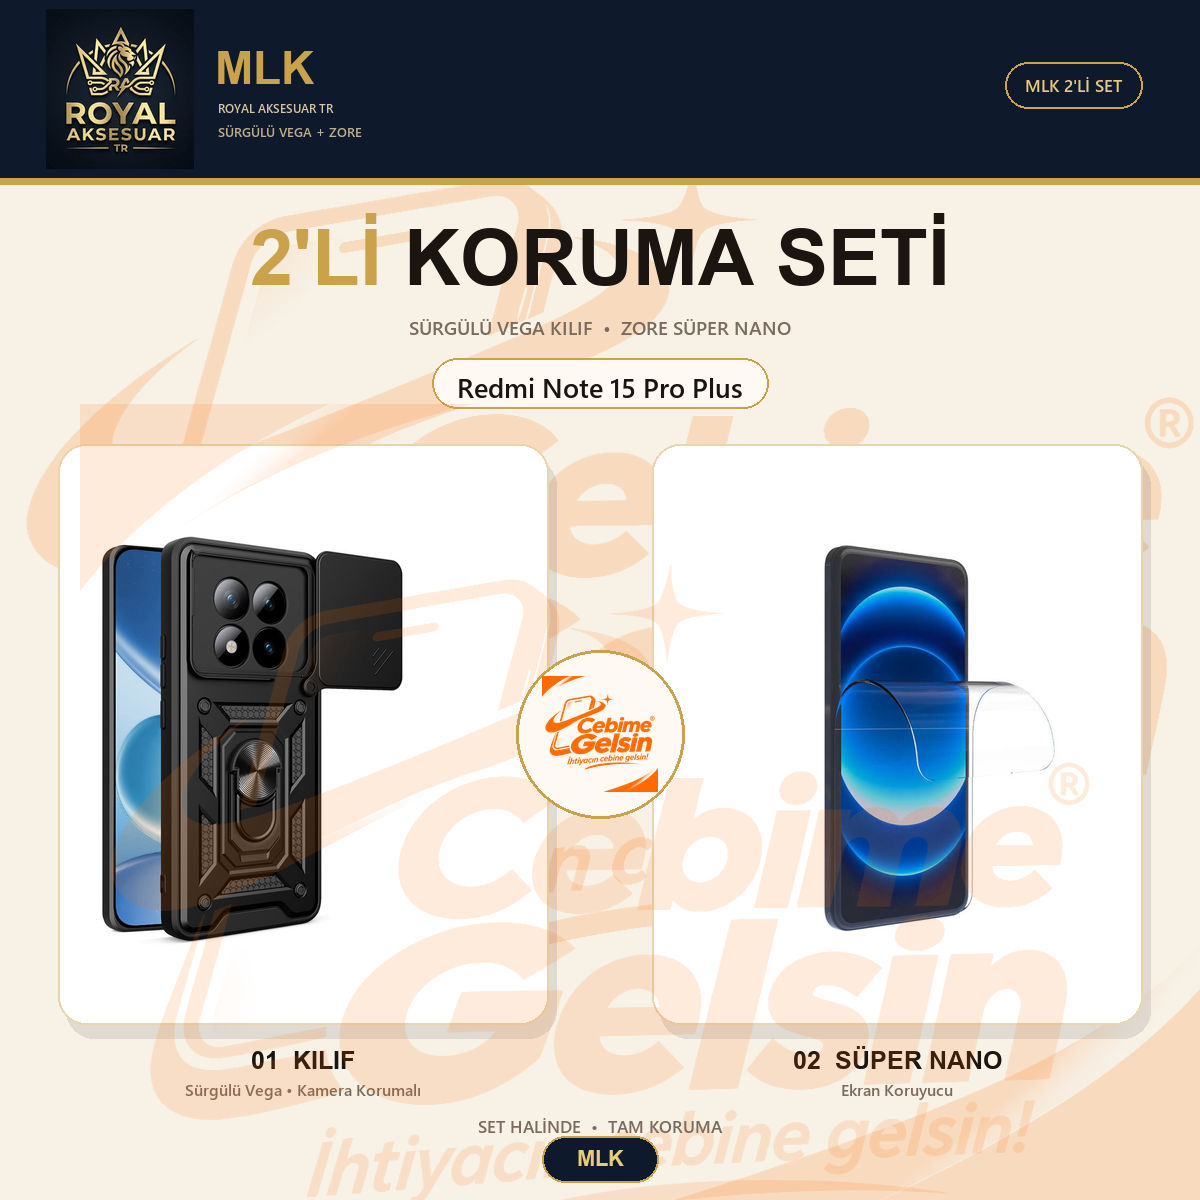 RA
ROYAL
AKSESUAR
TR
MLK
ROYAL AKSESUAR TR
SÜRGÜLÜ VEGA + ZORE
MLK 2'Lİ SET
2'Lİ KORUMA SETİ
SÜRGÜLÜ VEGA KILIF • ZORE SÜPER NANO
Redmi Note 15 Pro Plus
Cebime®
Gelsin
İhtiyacın cebine gelsin!
Cebime®
Gelsin
İhtiyacın cebine gelsin!
01 KILIF
Sürgülü Vega • Kamera Korumalı
02 SÜPER NANO
Ekran Koruyucu
SET HALİNDE • TAM KORUMA
MLK